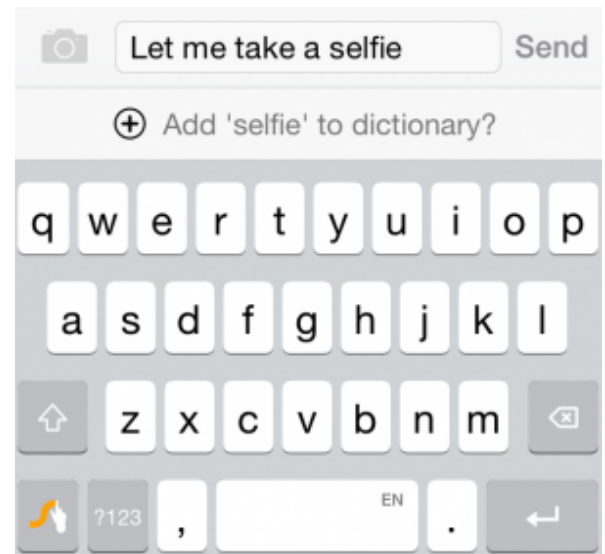 Let me take a selfie Send
Add 'selfie' to dictionary?
q w e r t y u i o p
a s d f g h j k l
z x c v b n m
?123 , EN .